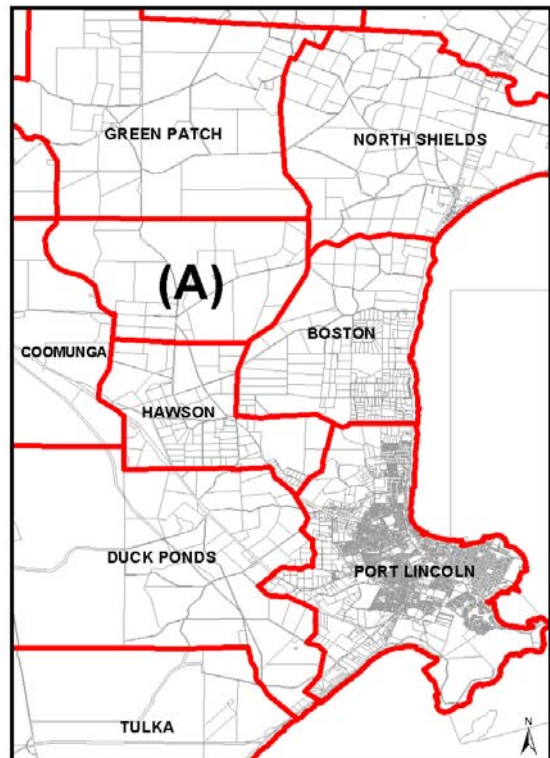 GREEN PATCH
NORTH SHIELDS
(A)
BOSTON
COOMUNGA
HAWSON
DUCK PONDS
PORT LINCOLN
TULKA
N